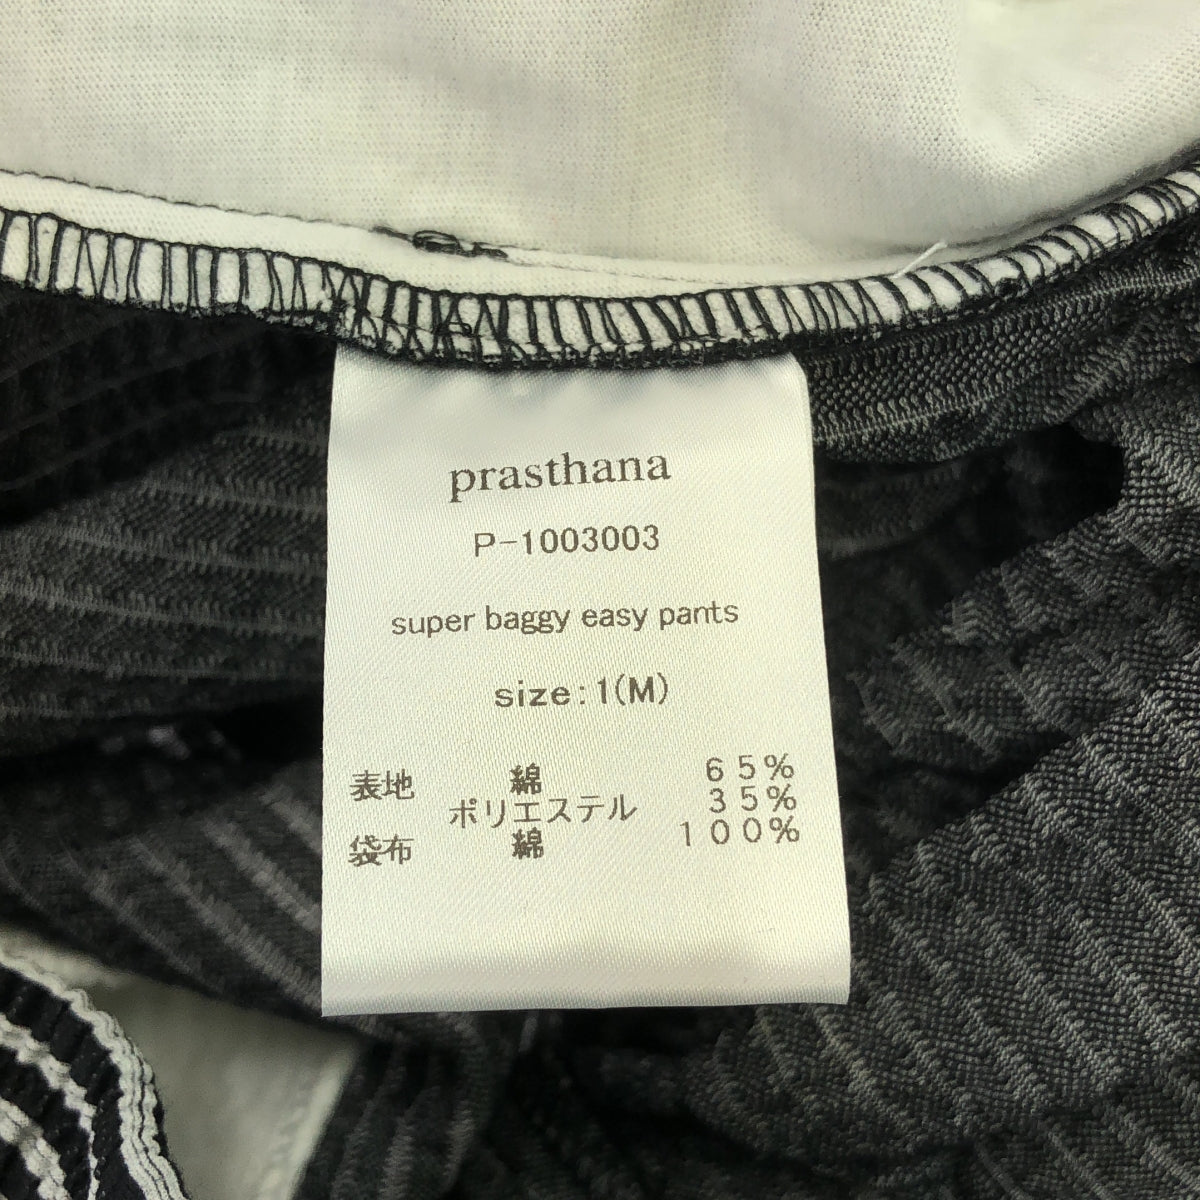 prasthana
P-1003003
super baggy easy pants
size:1(M)
表地 綿 65%
ポリエステル 35%
袋布 綿 100%